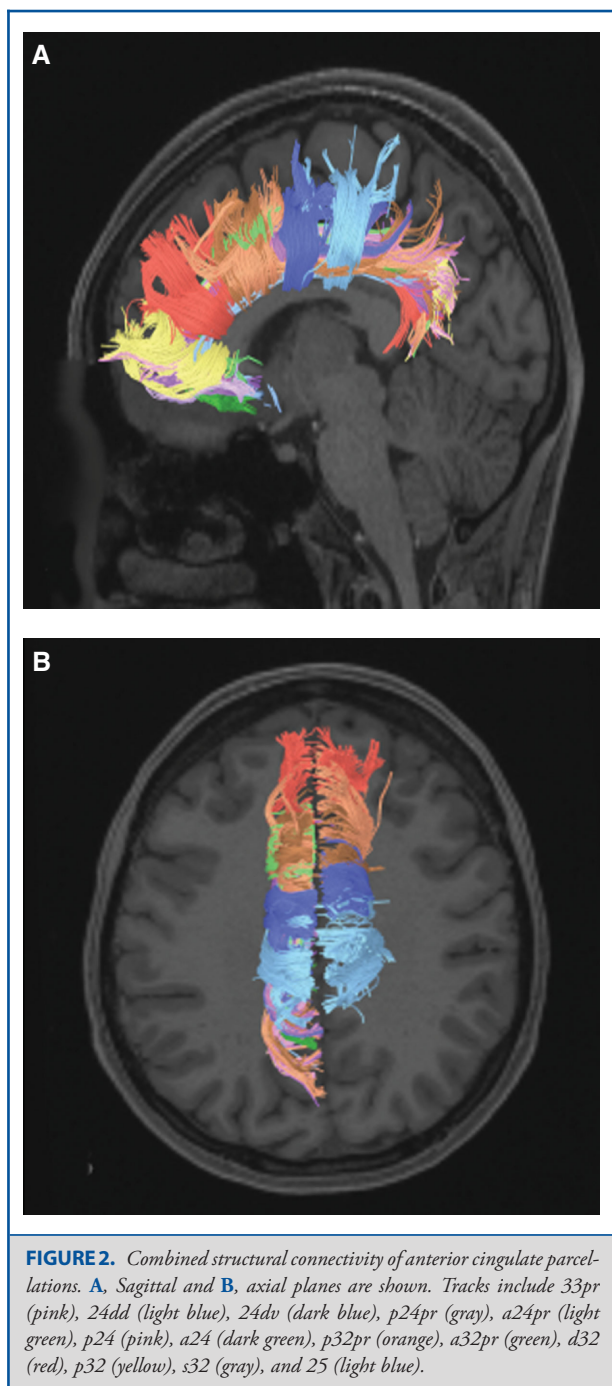 A
B
FIGURE 2. Combined structural connectivity of anterior cingulate parcel-
lations. A, Sagittal and B, axial planes are shown. Tracks include 33pr
(pink), 24dd (light blue), 24dv (dark blue), p24pr (gray), a24pr (light
green), p24 (pink), a24 (dark green), p32pr (orange), a32pr (green), d32
(red), p32 (yellow), s32 (gray), and 25 (light blue).